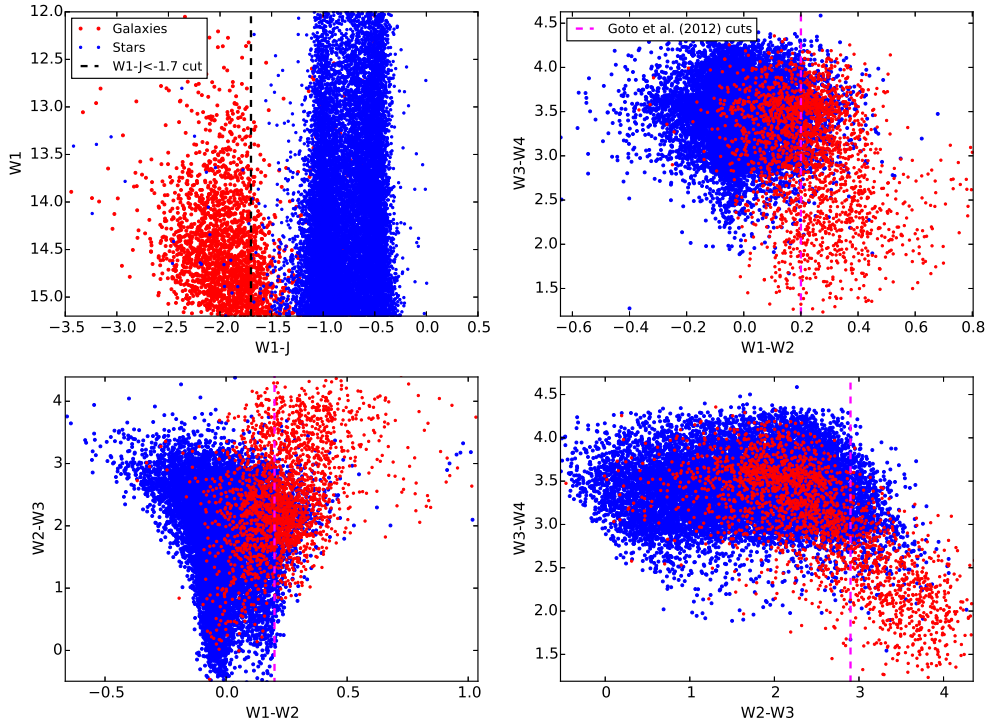 12.0
12.5
13.0
13.5
14.0
14.5
15.0
W1
Galaxies
Stars
W1-J<-1.7 cut
−3.5 −3.0 −2.5 −2.0 −1.5 −1.0 −0.5 0.0 0.5
W1-J
4.5
4.0
3.5
3.0
2.5
2.0
1.5
W3-W4
Goto et al. (2012) cuts
−0.6 −0.4 −0.2 0.0 0.2 0.4 0.6 0.8
W1-W2
4
3
2
1
0
W2-W3
−0.5 0.0 0.5 1.0
W1-W2
4.5
4.0
3.5
3.0
2.5
2.0
1.5
W3-W4
0 1 2 3 4
W2-W3